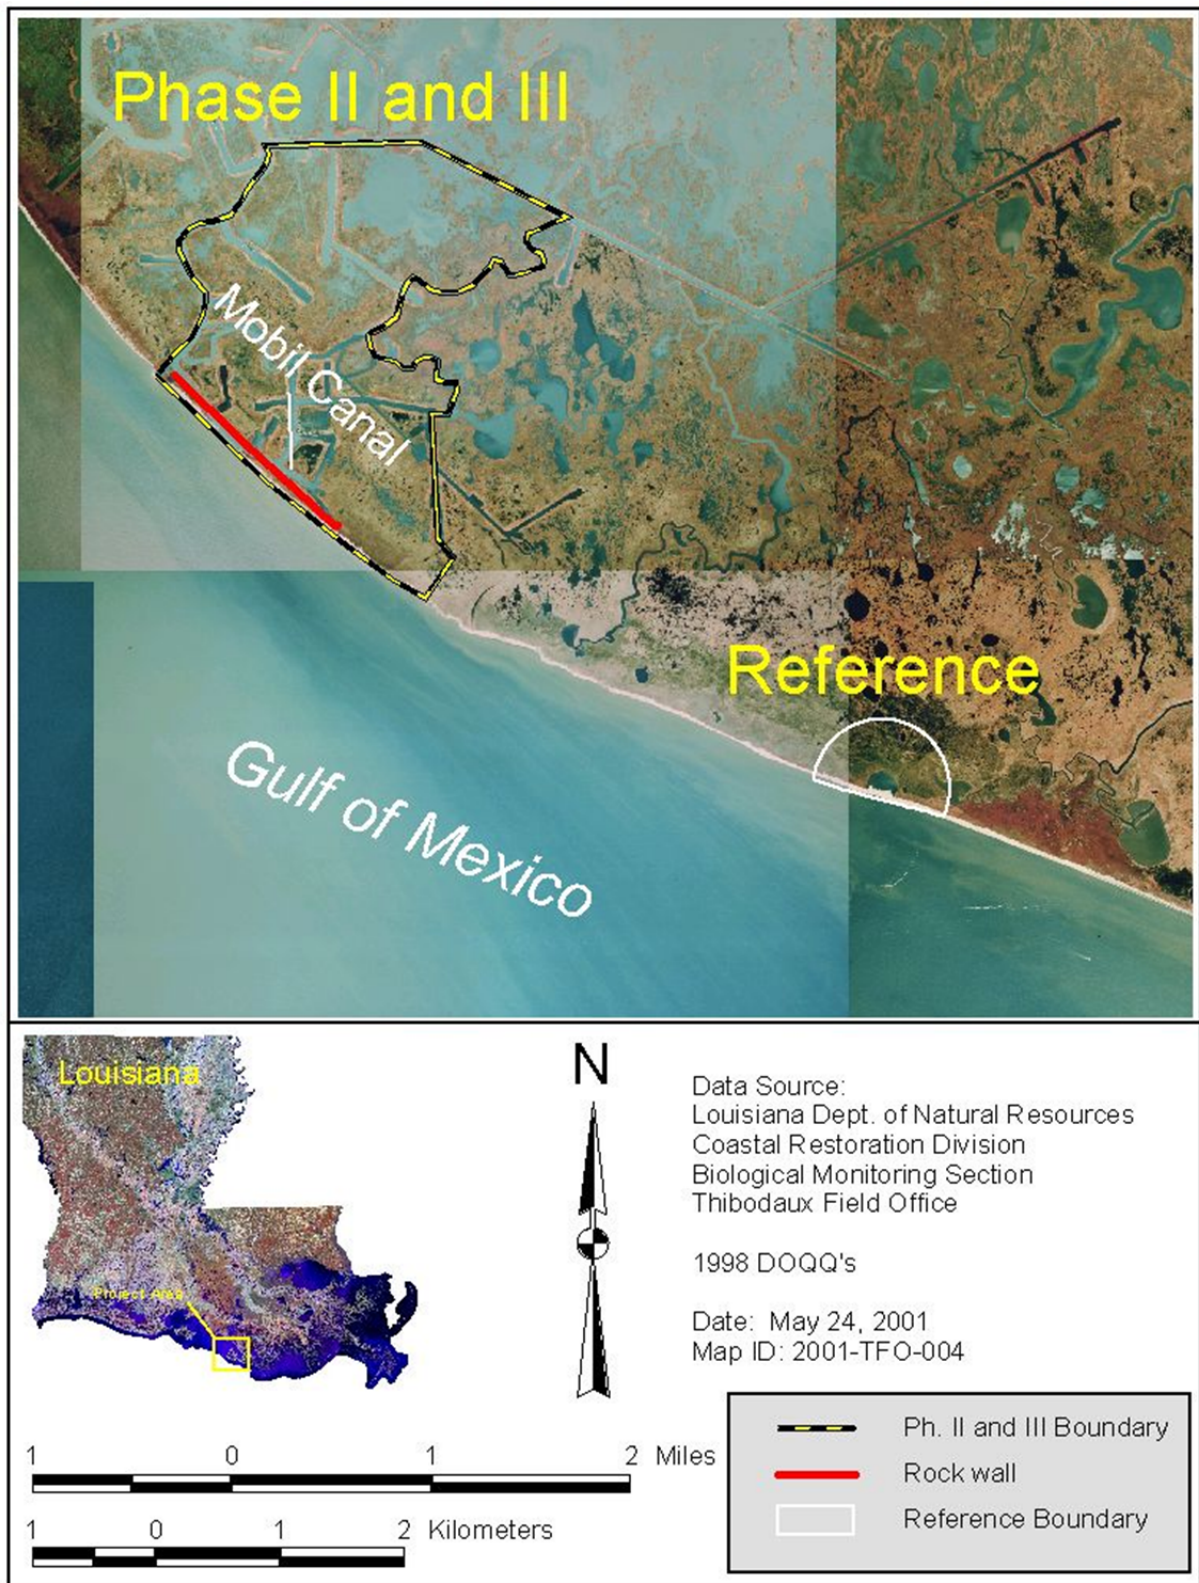 Phase II and III
Mobil Canal
Reference
Gulf of Mexico
Louisiana
Project Area
N
Data Source:
Louisiana Dept. of Natural Resources
Coastal Restoration Division
Biological Monitoring Section
Thibodaux Field Office
1998 DOQQ's
Date: May 24, 2001
Map ID: 2001-TFO-004
1 0 1 2 Miles
1 0 1 2 Kilometers
Ph. II and III Boundary
Rock wall
Reference Boundary